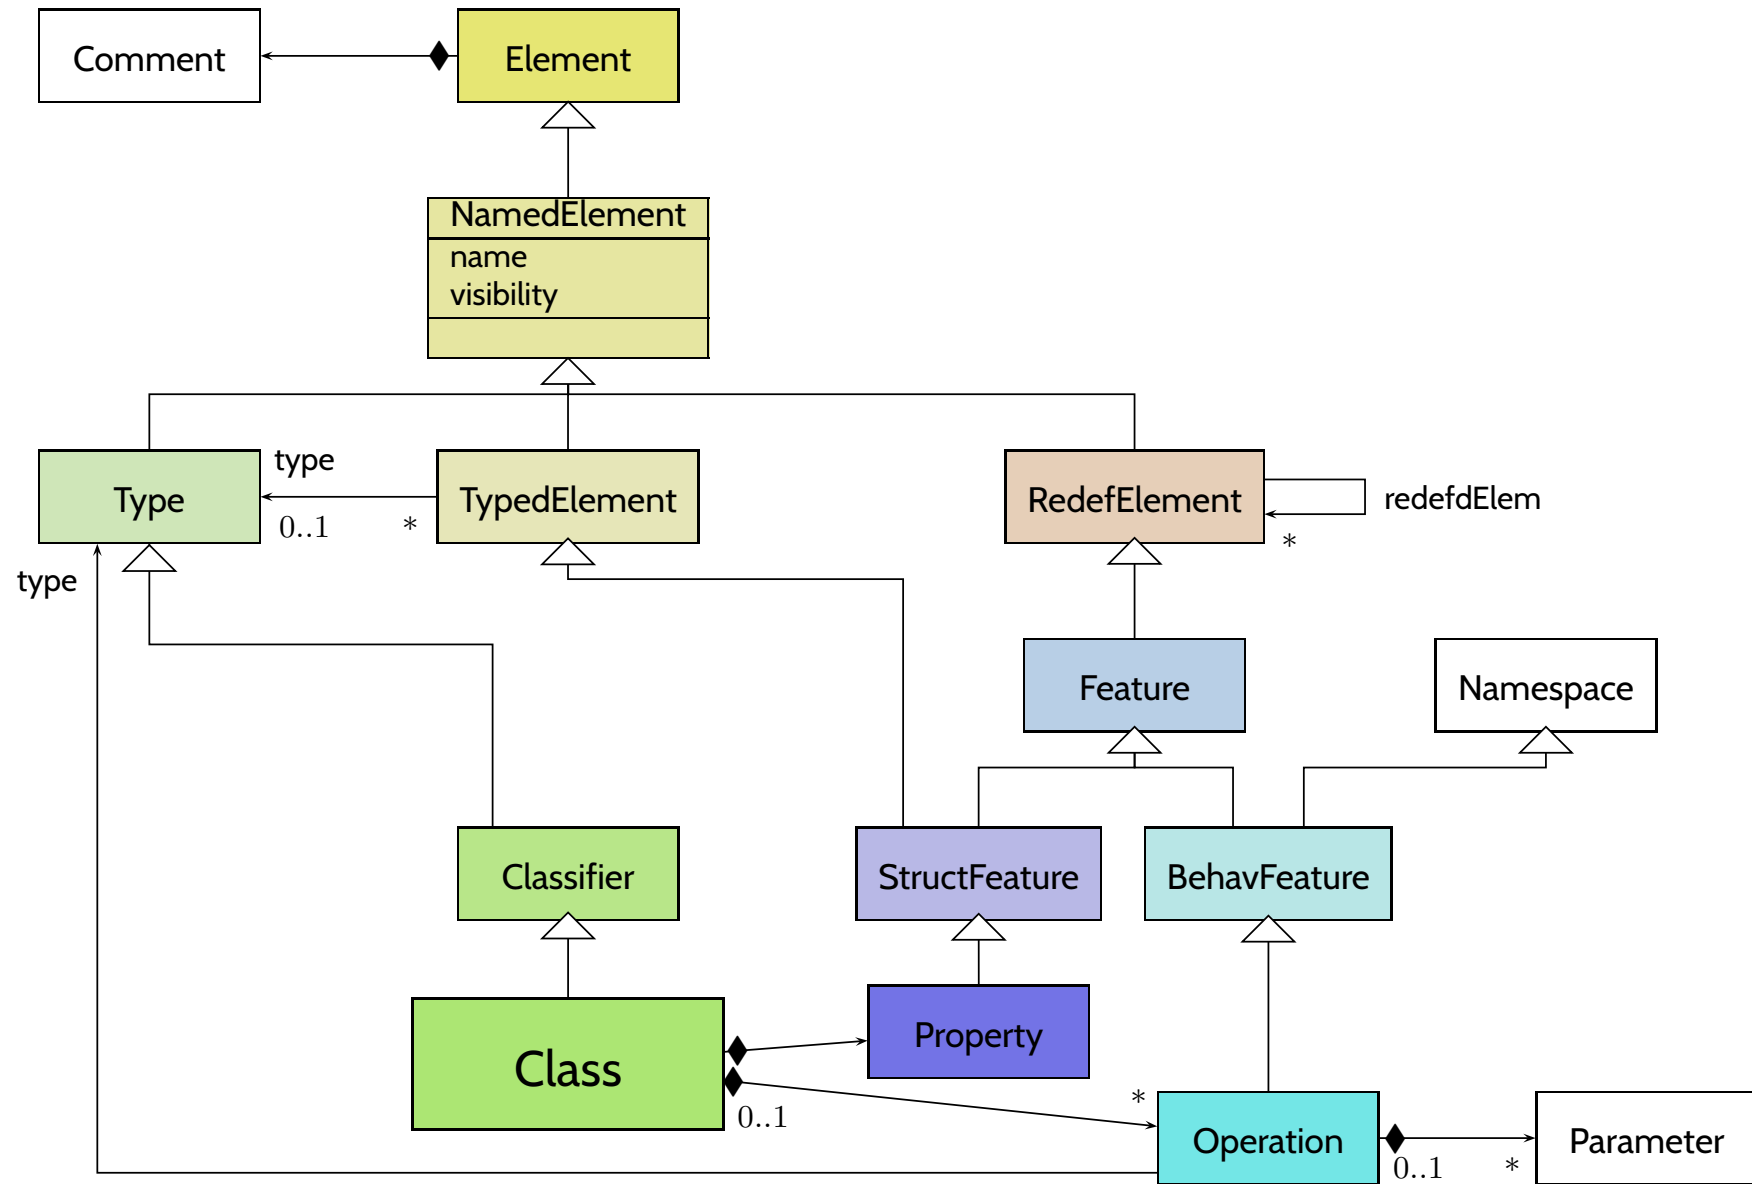 Comment
Element
NamedElement
name
visibility
type
Type
TypedElement
0..1
*
RedefElement
redefdElem
*
type
Feature
Namespace
Classifier
StructFeature
BehavFeature
Class
Property
0..1
*
Operation
0..1
*
Parameter